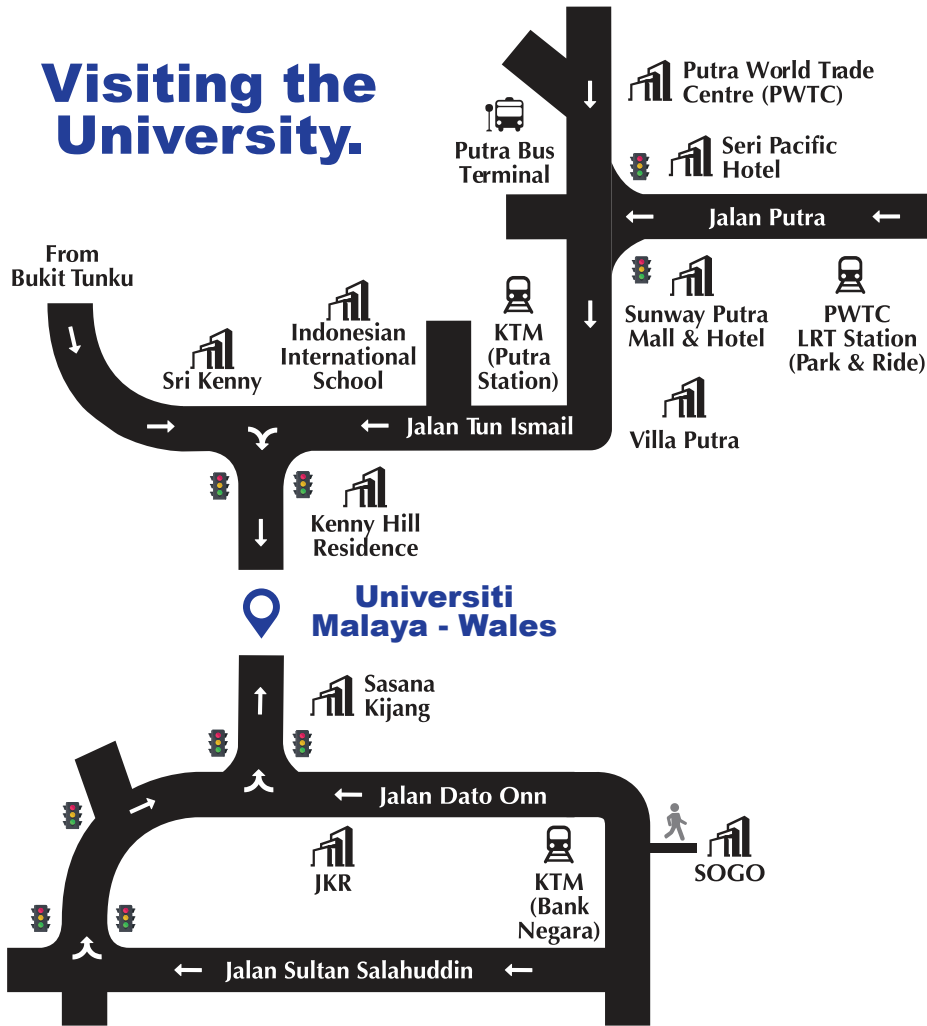 Visiting the
University.
Putra World Trade
Centre (PWTC)
Putra Bus
Terminal
Seri Pacific
Hotel
Jalan Putra
From
Bukit Tunku
Sri Kenny
Indonesian
International
School
KTM
(Putra
Station)
Sunway Putra
Mall & Hotel
PWTC
LRT Station
(Park & Ride)
Jalan Tun Ismail
Villa Putra
Kenny Hill
Residence
Universiti
Malaya - Wales
Sasana
Kijang
Jalan Dato Onn
JKR
KTM
(Bank
Negara)
SOGO
Jalan Sultan Salahuddin